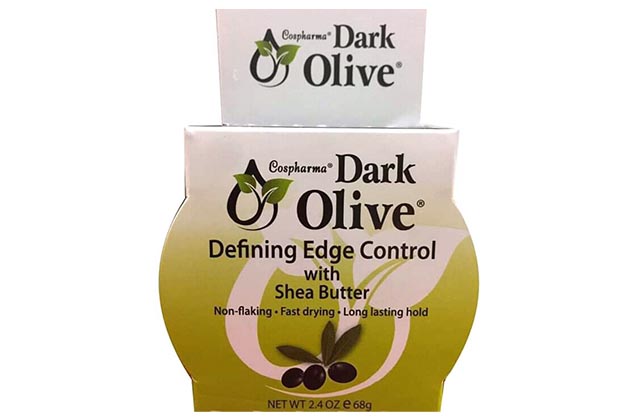 Cospharma® Dark
Olive®
Cospharma® Dark
Olive®
Defining Edge Control
with
Shea Butter
Non-flaking • Fast drying • Long lasting hold
NET WT 2.4 OZ ℮ 68g